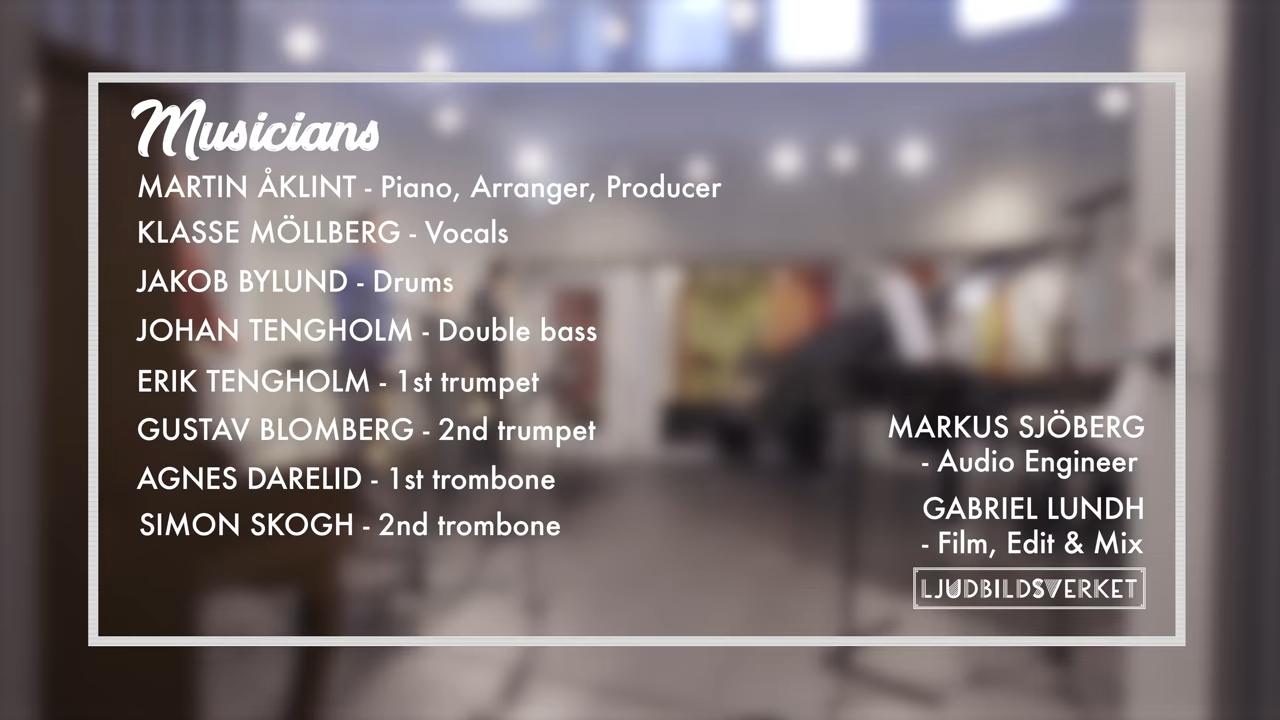 Musicians
MARTIN ÅKLINT - Piano, Arranger, Producer
KLASSE MÖLLBERG - Vocals
JAKOB BYLUND - Drums
JOHAN TENGHOLM - Double bass
ERIK TENGHOLM - 1st trumpet
GUSTAV BLOMBERG - 2nd trumpet
AGNES DARELID - 1st trombone
SIMON SKOGH - 2nd trombone
MARKUS SJÖBERG
- Audio Engineer
GABRIEL LUNDH
- Film, Edit & Mix
LJUDBILDSVERKET